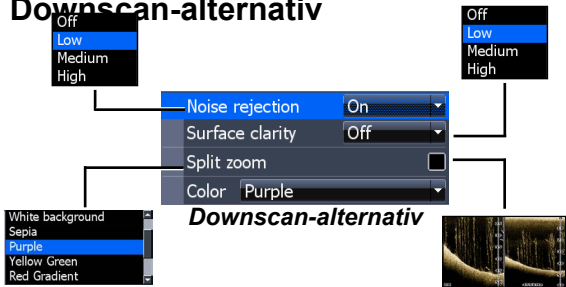 Downscan-alternativ
Off
Low
Medium
High
Off
Low
Medium
High
Noise rejection On
Surface clarity Off
Split zoom
Color Purple
Downscan-alternativ
White background
Sepia
Purple
Yellow Green
Red Gradient